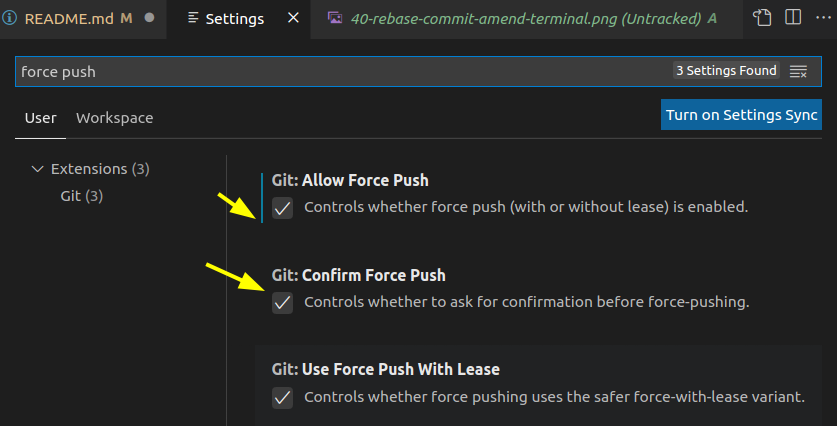 README.md M Settings 40-rebase-commit-amend-terminal.png (Untracked) A
force push 3 Settings Found
User Workspace Turn on Settings Sync
Extensions (3)
Git (3)
Git: Allow Force Push
Controls whether force push (with or without lease) is enabled.
Git: Confirm Force Push
Controls whether to ask for confirmation before force-pushing.
Git: Use Force Push With Lease
Controls whether force pushing uses the safer force-with-lease variant.